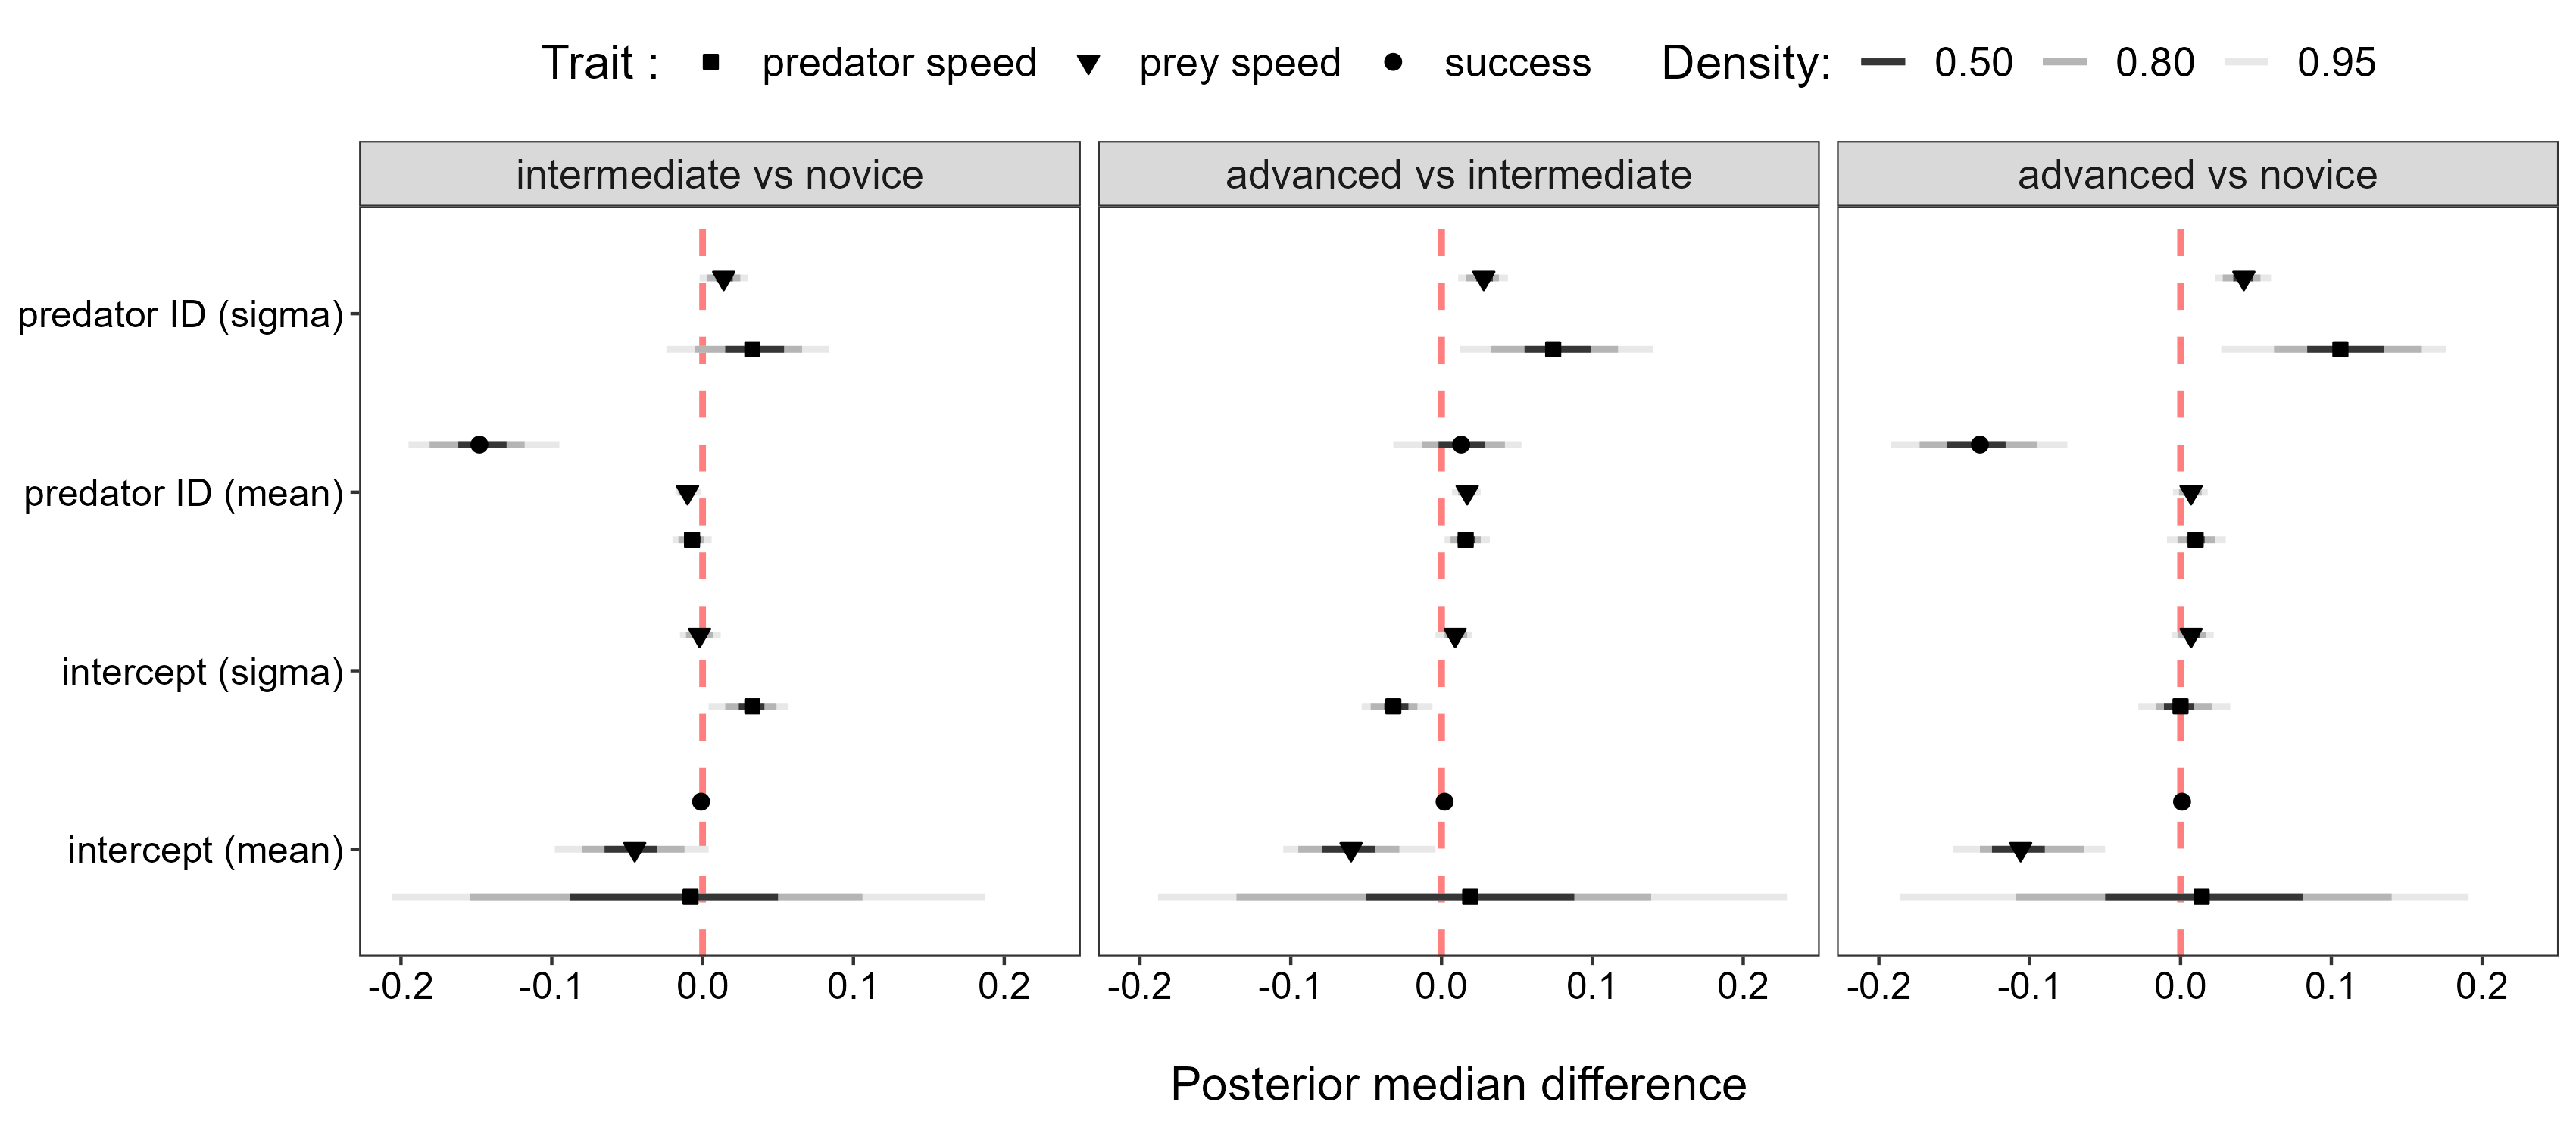 Trait : predator speed prey speed success Density: 0.50 0.80 0.95
intermediate vs novice advanced vs intermediate advanced vs novice
predator ID (sigma)
predator ID (mean)
intercept (sigma)
intercept (mean)
-0.2 -0.1 0.0 0.1 0.2 -0.2 -0.1 0.0 0.1 0.2 -0.2 -0.1 0.0 0.1 0.2
Posterior median difference